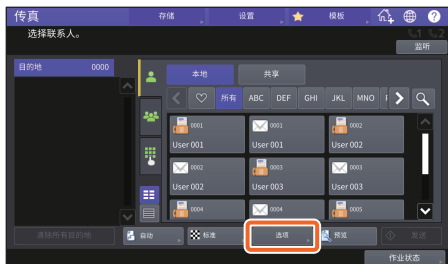 传真
存储
设置
模板
?
选择联系人。
监听
目的地 0000
本地 共享
所有 ABC DEF GHI JKL MNO
0001
User 001
0001
User 001
0002
User 002
0002
User 002
0003
User 003
0003
User 003
0004
0004
0005
清除所有目的地
自动
标准
选项
预览
发送
作业状态